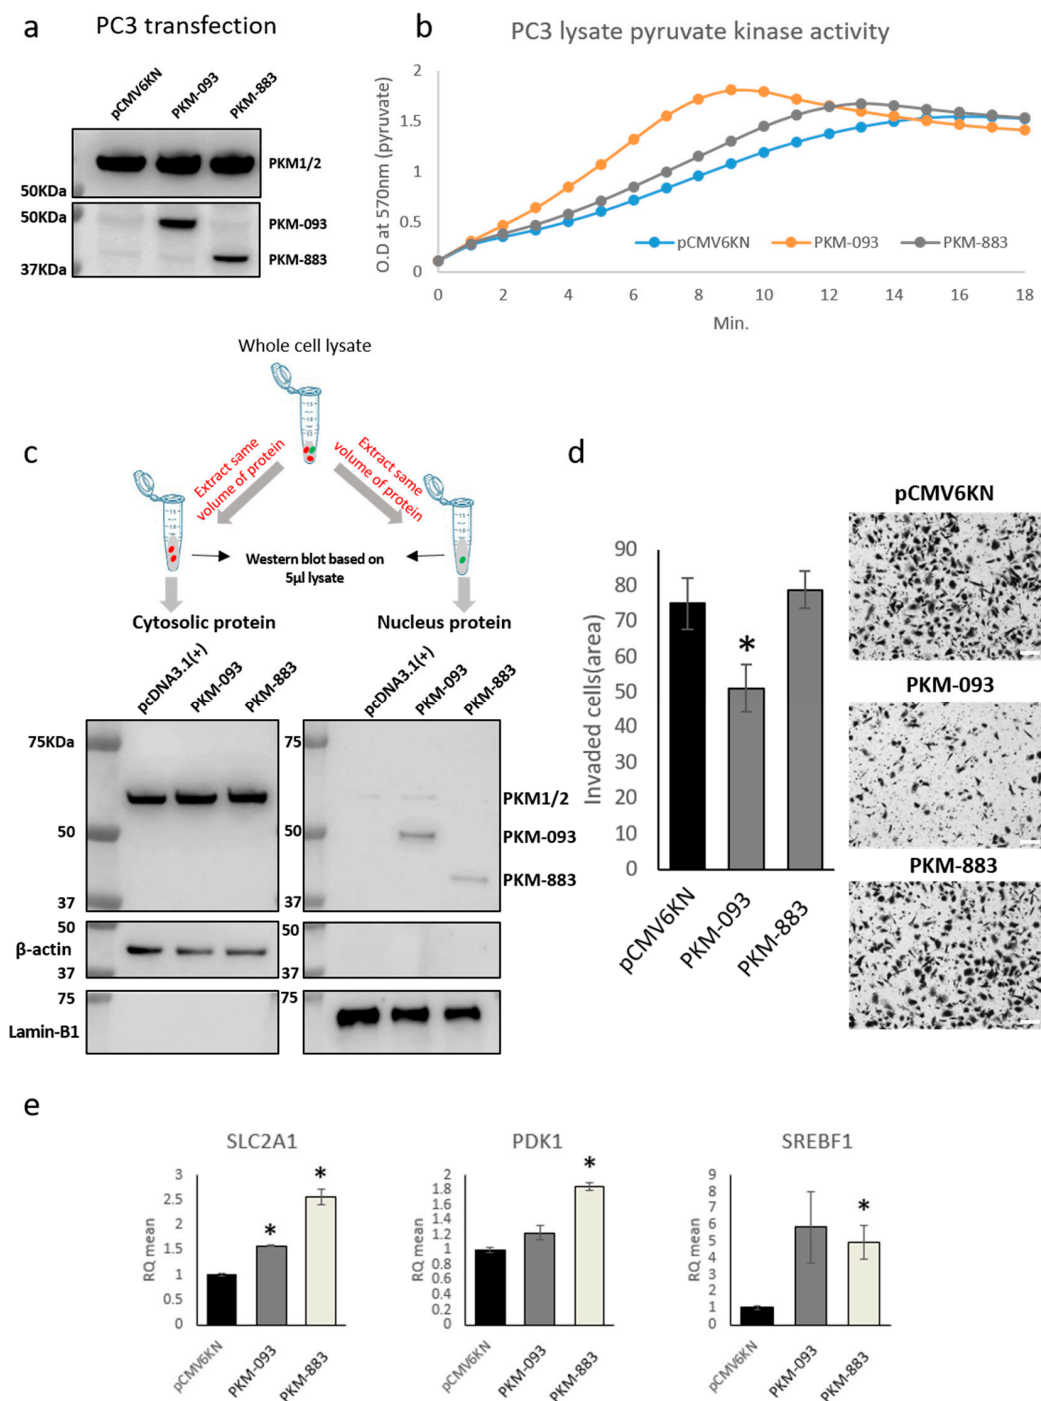 a
PC3 transfection
pCMV6KN
PKM-093
PKM-883
PKM1/2
50KDa
50KDa
PKM-093
PKM-883
37KDa
b
PC3 lysate pyruvate kinase activity
O.D at 570nm (pyruvate)
2
1.5
1
0.5
0
pCMV6KN
PKM-093
PKM-883
0 2 4 6 8 10 12 14 16 18
Min.
c
Whole cell lysate
Extract same
volume of protein
Extract same
volume of protein
Western blot based on
5µl lysate
Cytosolic protein
Nucleus protein
pcDNA3.1(+)
PKM-093
PKM-883
pcDNA3.1(+)
PKM-093
PKM-883
75KDa
50
37
75
50
37
PKM1/2
PKM-093
PKM-883
β-actin
50
37
50
37
Lamin-B1
75
75
d
Invaded cells(area)
90
80
70
60
50
40
30
20
10
0
*
pCMV6KN
PKM-093
PKM-883
pCMV6KN
PKM-093
PKM-883
e
SLC2A1
RQ mean
3
2.5
2
1.5
1
0.5
0
*
*
pCMV6KN
PKM-093
PKM-883
PDK1
RQ mean
2
1.8
1.6
1.4
1.2
1
0.8
0.6
0.4
0.2
0
*
pCMV6KN
PKM-093
PKM-883
SREBF1
RQ mean
9
8
7
6
5
4
3
2
1
0
*
pCMV6KN
PKM-093
PKM-883